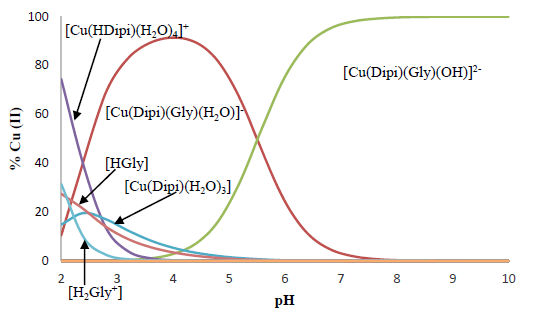 100
80
60
40
20
0
% Cu (II)
[Cu(HDipi)(H₂O)₄]⁺
[Cu(Dipi)(Gly)(H₂O)]⁻
[HGly]
[Cu(Dipi)(H₂O)₃]
[H₂Gly⁺]
[Cu(Dipi)(Gly)(OH)]²⁻
2 3 4 5 6 7 8 9 10
pH